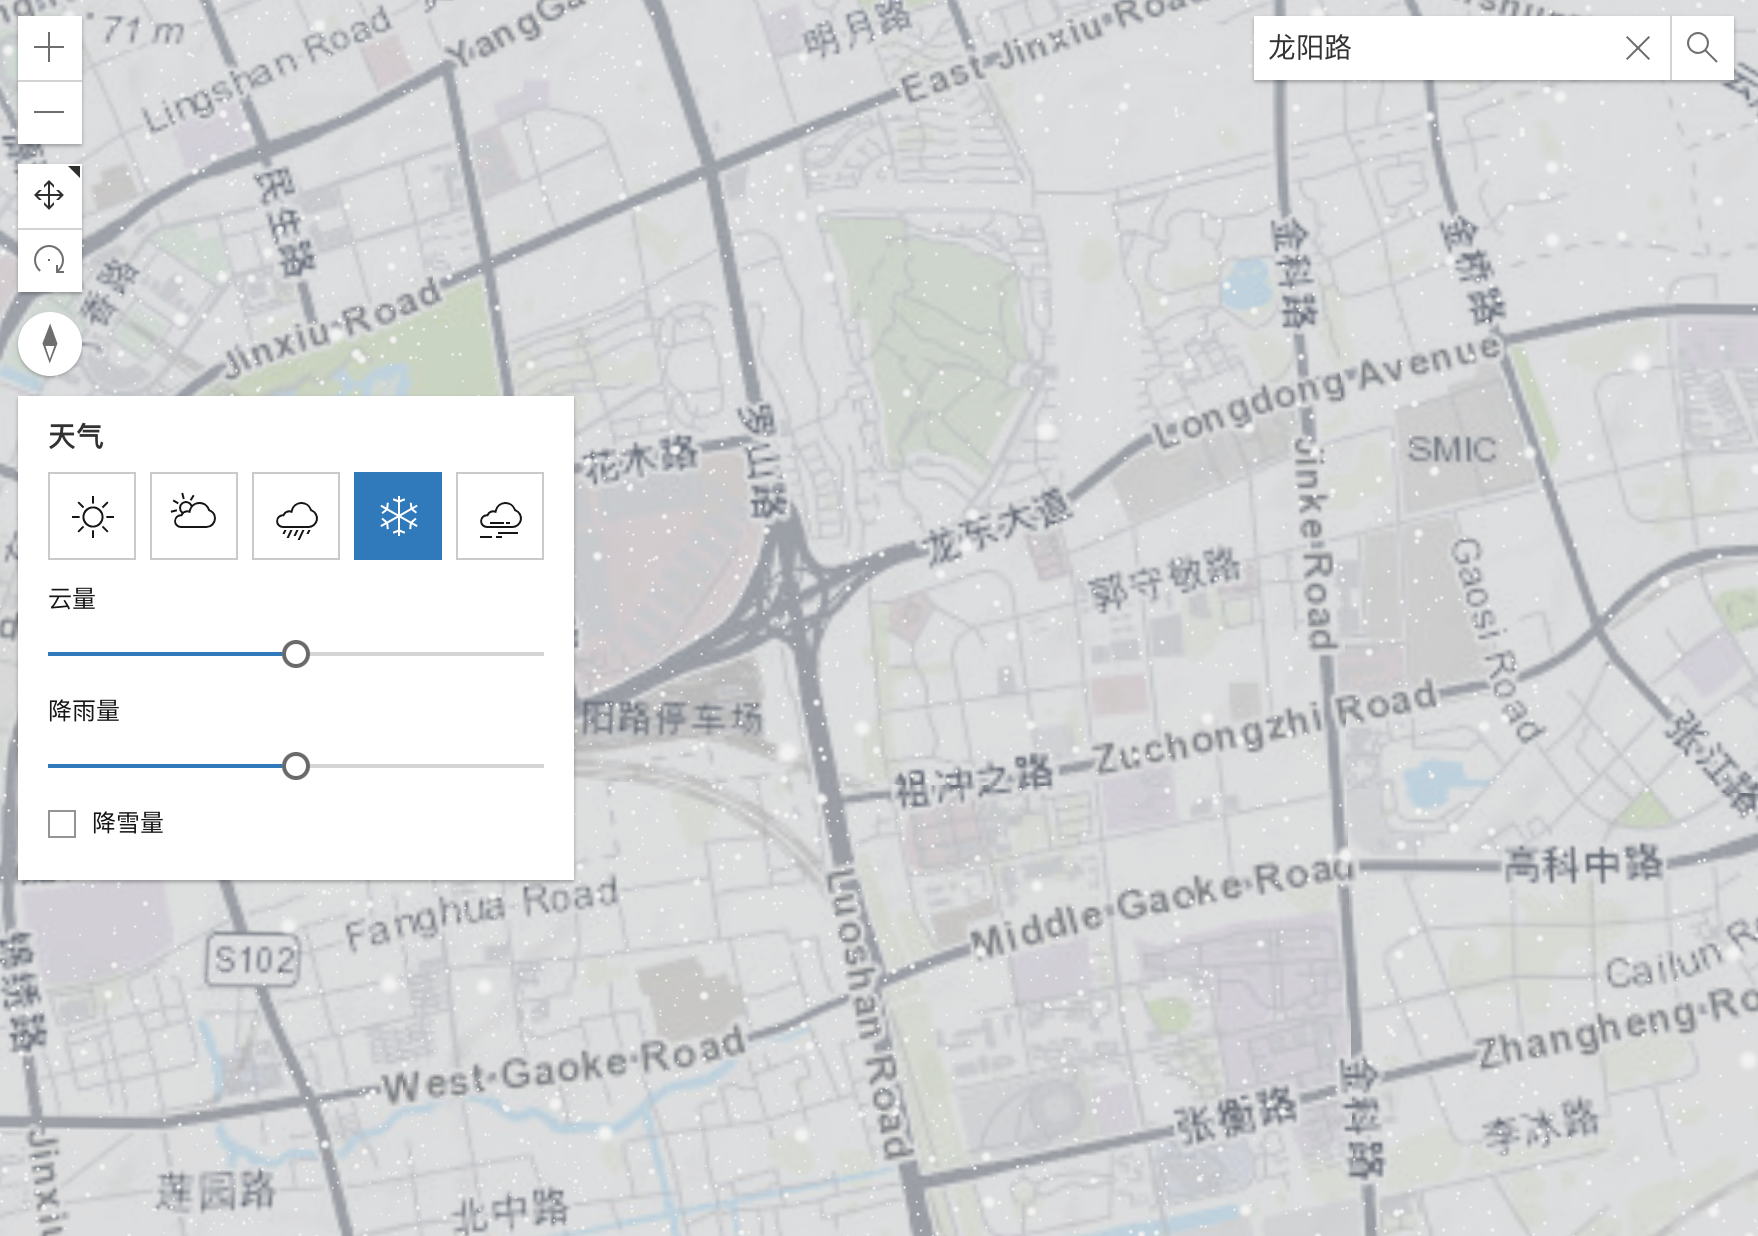 71 m
Lingshan Road
YangGa
明月路
East Jinxiu Road
龙阳路
民生路
香路
Jinxiu Road
金科路
金桥路
天气
花木路
罗山路
Longdong Avenue
SMIC
龙东大道
郭守敬路
Jinke Road
Gaosi Road
云量
降雨量
阳路停车场
祖冲之路
Zuchongzhi Road
张江路
降雪量
Fanghua Road
S102
锦绣路
Luoshan Road
Middle Gaoke Road
高科中路
Cailun R
West Gaoke Road
Zhangheng Ro
张衡路
金科路
李冰路
Jinxiu
莲园路
北中路